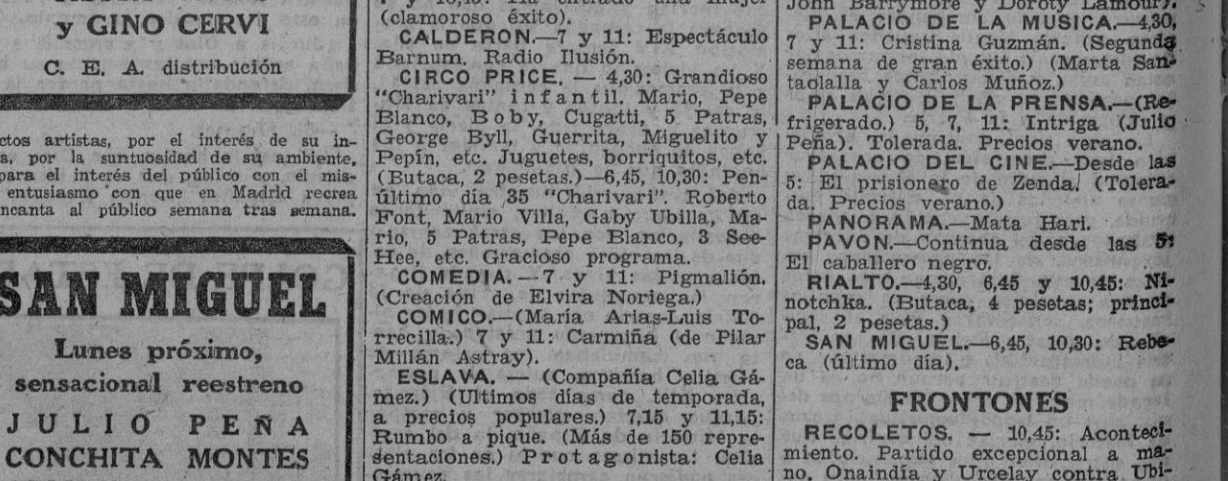 y GINO CERVI
C. E. A. distribución
ctos artistas, por el interés de su in-
a, por la suntuosidad de su ambiente,
para el interés del público con el mis-
entusiasmo con que en Madrid recrea
ncanta al público semana tras semana.
SAN MIGUEL
Lunes próximo,
sensacional reestreno
JULIO PEÑA
CONCHITA MONTES
(clamoroso éxito).
CALDERON.—7 y 11: Espectáculo
Barnum. Radio Ilusión.
CIRCO PRICE. — 4,30: Grandioso
"Charivari" infantil. Mario, Pepe
Blanco, Boby, Cugatti, 5 Patras,
George Byll, Guerrita, Miguelito y
Pepín, etc. Juguetes, borriquitos, etc.
(Butaca, 2 pesetas.)—6,45, 10,30: Pen-
último día 35 "Charivari". Roberto
Font, Mario Villa, Gaby Ubilla, Ma-
rio, 5 Patras, Pepe Blanco, 3 See-
Hee, etc. Gracioso programa.
COMEDIA.—7 y 11: Pigmalión.
(Creación de Elvira Noriega.)
COMICO.—(María Arias-Luis To-
rrecilla.) 7 y 11: Carmiña (de Pilar
Millán Astray).
ESLAVA. — (Compañía Celia Gá-
mez.) (Ultimos días de temporada,
a precios populares.) 7,15 y 11,15:
Rumbo a pique. (Más de 150 repre-
sentaciones.) Protagonista: Celia
Gámez.
John Barrymore y Doroty Lamour).
PALACIO DE LA MUSICA.—4,30,
7 y 11: Cristina Guzmán. (Segunda
semana de gran éxito.) (Marta San-
taolalla y Carlos Muñoz.)
PALACIO DE LA PRENSA.—(Re-
frigerado.) 5, 7, 11: Intriga (Julio
Peña). Tolerada. Precios verano.
PALACIO DEL CINE.—Desde las
5: El prisionero de Zenda. (Tolera-
da. Precios verano.)
PANORAMA.—Mata Hari.
PAVON.—Continua desde las 5:
El caballero negro.
RIALTO.—4,30, 6,45 y 10,45: Ni-
notchka. (Butaca, 4 pesetas; princi-
pal, 2 pesetas.)
SAN MIGUEL.—6,45, 10,30: Rebe-
ca (último día).
FRONTONES
RECOLETOS. — 10,45: Aconteci-
miento. Partido excepcional a ma-
no. Onaindía y Urcelay contra Ubi-